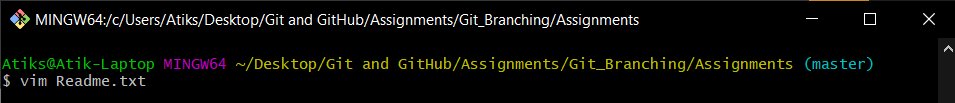 MINGW64:/c/Users/Atiks/Desktop/Git and GitHub/Assignments/Git_Branching/Assignments
Atiks@Atik-Laptop MINGW64 ~/Desktop/Git and GitHub/Assignments/Git_Branching/Assignments (master)
$ vim Readme.txt